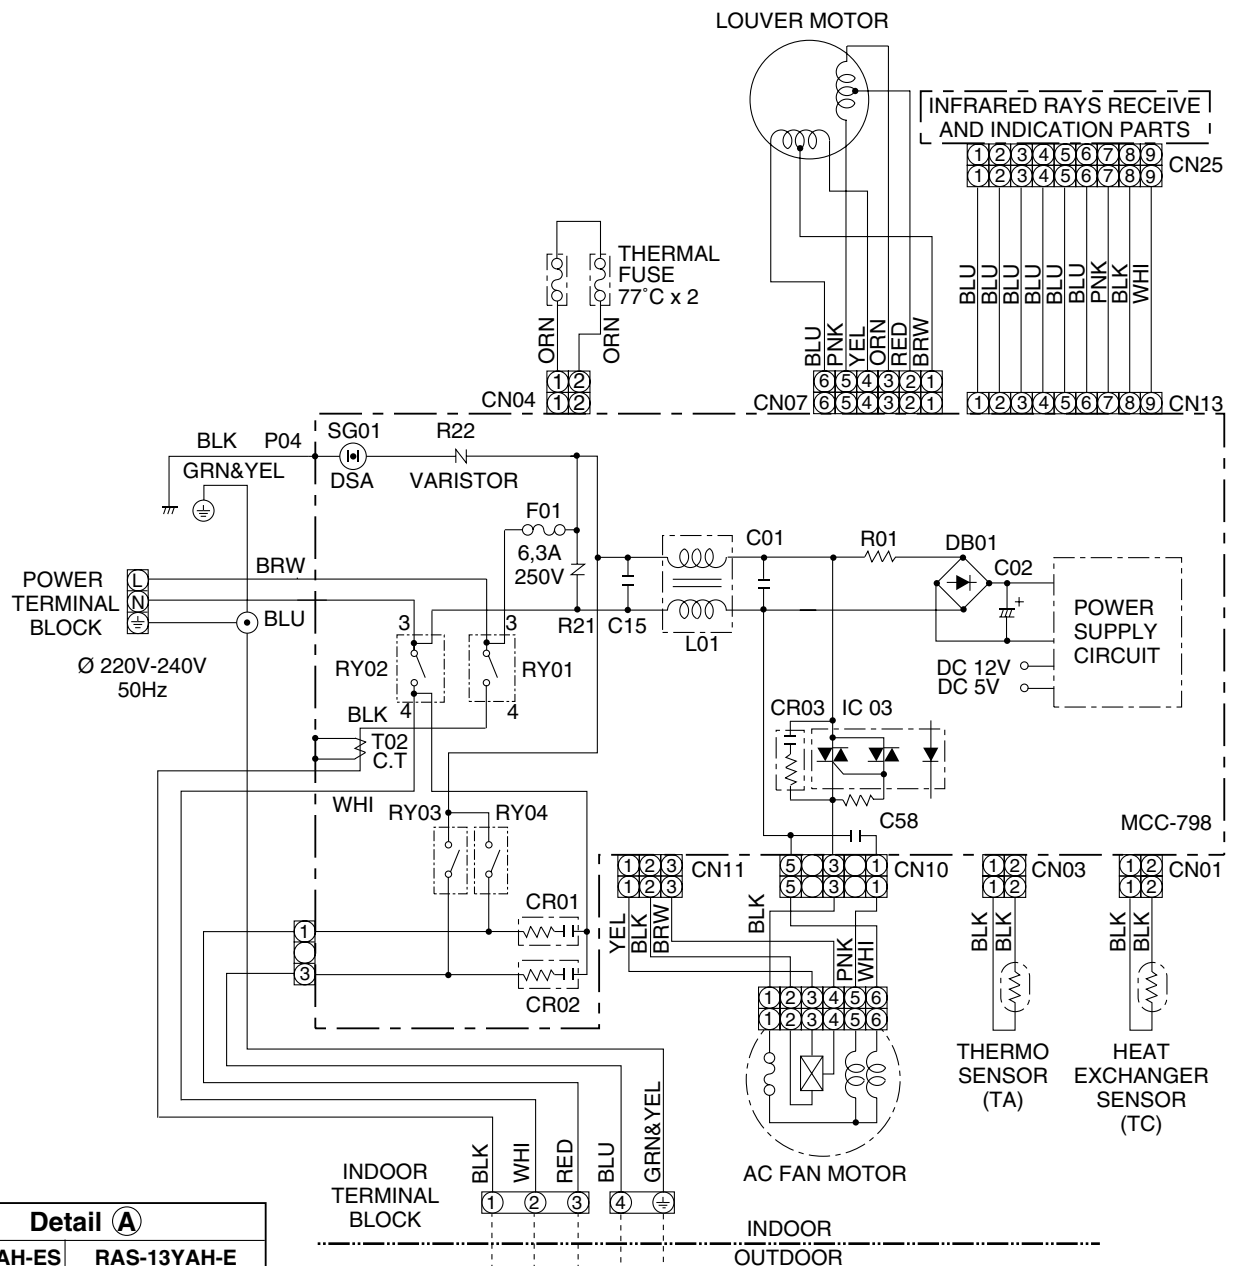 LOUVER MOTOR
INFRARED RAYS RECEIVE
AND INDICATION PARTS
1 2 3 4 5 6 7 8 9
1 2 3 4 5 6 7 8 9
CN25
THERMAL
FUSE
77°C x 2
BLU
BLU
BLU
BLU
BLU
BLU
PNK
BLK
WHI
ORN
ORN
BLU
PNK
YEL
ORN
RED
BRW
CN04
1 2
1 2
CN07
6 5 4 3 2 1
6 5 4 3 2 1
1 2 3 4 5 6 7 8 9
CN13
BLK
P04
SG01
R22
GRN&YEL
DSA
VARISTOR
F01
6,3A
250V
C01
R01
DB01
C02
+
POWER
TERMINAL
BLOCK
L
N
BRW
BLU
R21
C15
L01
POWER
SUPPLY
CIRCUIT
Ø 220V-240V
50Hz
3
3
RY02
RY01
4
4
DC 12V
DC 5V
BLK
T02
C.T
CR03
IC 03
WHI
RY03
RY04
C58
MCC-798
1 2 3
1 2 3
CN11
5 3 1
5 3 1
CN10
1 2
1 2
CN03
1 2
1 2
CN01
CR01
1
3
CR02
YEL
BLK
BRW
BLK
PNK
WHI
BLK
BLK
BLK
BLK
1 2 3 4 5 6
1 2 3 4 5 6
THERMO
SENSOR
(TA)
HEAT
EXCHANGER
SENSOR
(TC)
AC FAN MOTOR
BLK
WHI
RED
BLU
GRN&YEL
INDOOR
TERMINAL
BLOCK
1 2 3 4
INDOOR
OUTDOOR
Detail A
AH-ES
RAS-13YAH-E